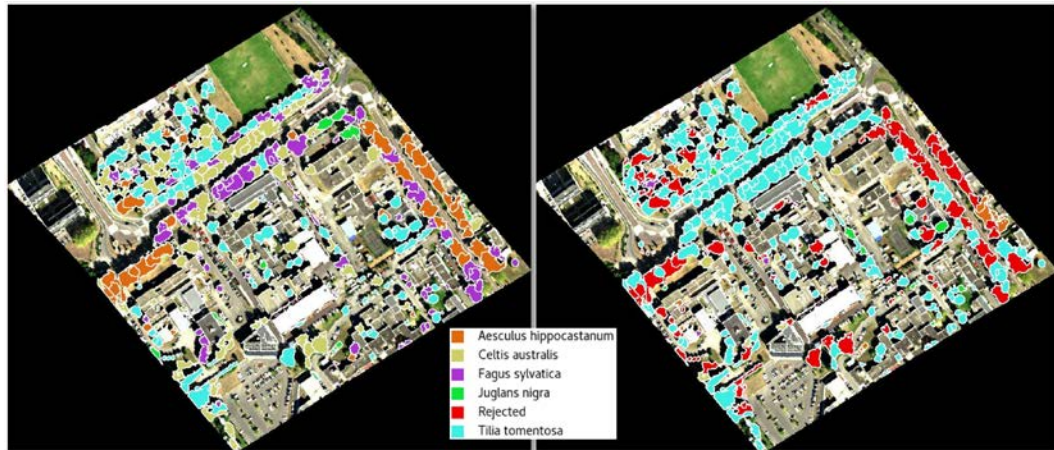 Aesculus hippocastanum
Celtis australis
Fagus sylvatica
Juglans nigra
Rejected
Tilia tomentosa